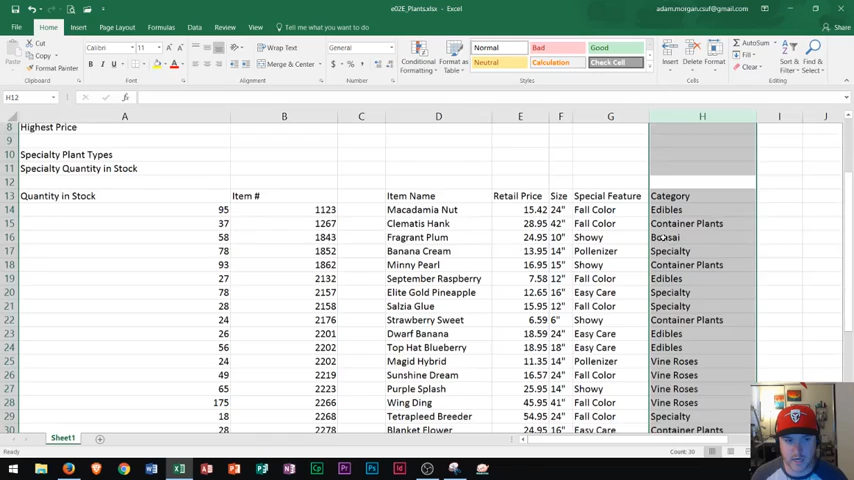 e02E_Plants.xlsx - Excel
adam.morgan.csuf@gmail.com
File Home Insert Page Layout Formulas Data Review View Tell me what you want to do Share
Cut
Copy
Format Painter
Clipboard
Calibri 11
B I U
Font
Wrap Text
Merge & Center
Alignment
General
$ % ,
Number
Conditional Formatting
Format as Table
Normal Bad Good
Neutral Calculation Check Cell
Styles
Insert Delete Format
Cells
AutoSum
Fill
Clear
Sort & Filter
Find & Select
Editing
H12 fx
A B C D E F G H I J
8 Highest Price
9
10 Specialty Plant Types
11 Specialty Quantity in Stock
12
13 Quantity in Stock Item # Item Name Retail Price Size Special Feature Category
14 95 1123 Macadamia Nut 15.42 24" Fall Color Edibles
15 37 1267 Clematis Hank 28.95 42" Fall Color Container Plants
16 58 1843 Fragrant Plum 24.95 10" Showy Bonsai
17 78 1852 Banana Cream 13.95 14" Pollenizer Specialty
18 93 1862 Minny Pearl 16.95 15" Showy Container Plants
19 27 2132 September Raspberry 7.58 12" Fall Color Edibles
20 78 2157 Elite Gold Pineapple 12.65 16" Easy Care Specialty
21 28 2158 Salzia Glue 15.95 12" Fall Color Specialty
22 24 2176 Strawberry Sweet 6.59 6" Showy Container Plants
23 26 2201 Dwarf Banana 18.59 24" Easy Care Edibles
24 56 2202 Top Hat Blueberry 18.95 18" Easy Care Edibles
25 24 2202 Magid Hybrid 11.35 14" Pollenizer Vine Roses
26 49 2219 Sunshine Dream 16.57 24" Fall Color Vine Roses
27 65 2223 Purple Splash 25.95 14" Showy Vine Roses
28 175 2266 Wing Ding 45.95 41" Fall Color Vine Roses
29 18 2268 Tetrapleed Breeder 54.95 24" Fall Color Specialty
30 28 2278 Blanket Flower 24.95 16" Easy Care Container Plants
Sheet1
Count: 30